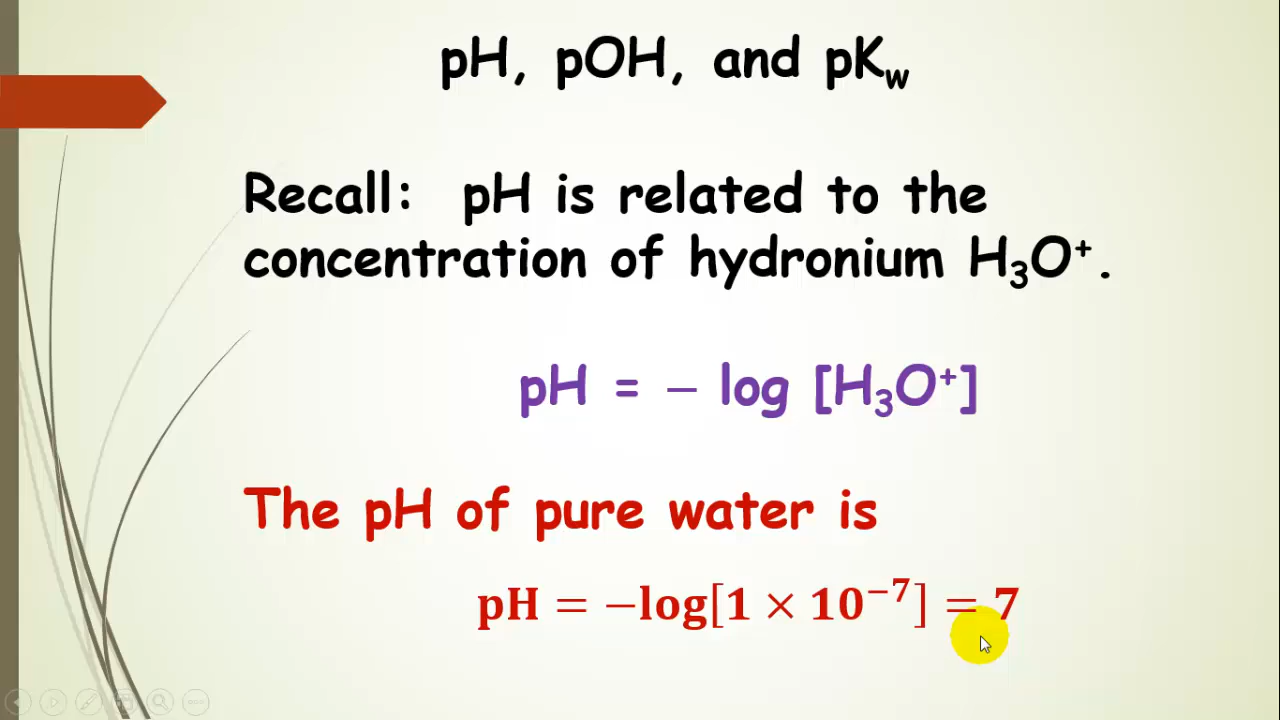 pH, pOH, and pKw
Recall: pH is related to the
concentration of hydronium H₃O⁺.
pH = – log [H₃O⁺]
The pH of pure water is
pH = −log[1 × 10⁻⁷] = 7